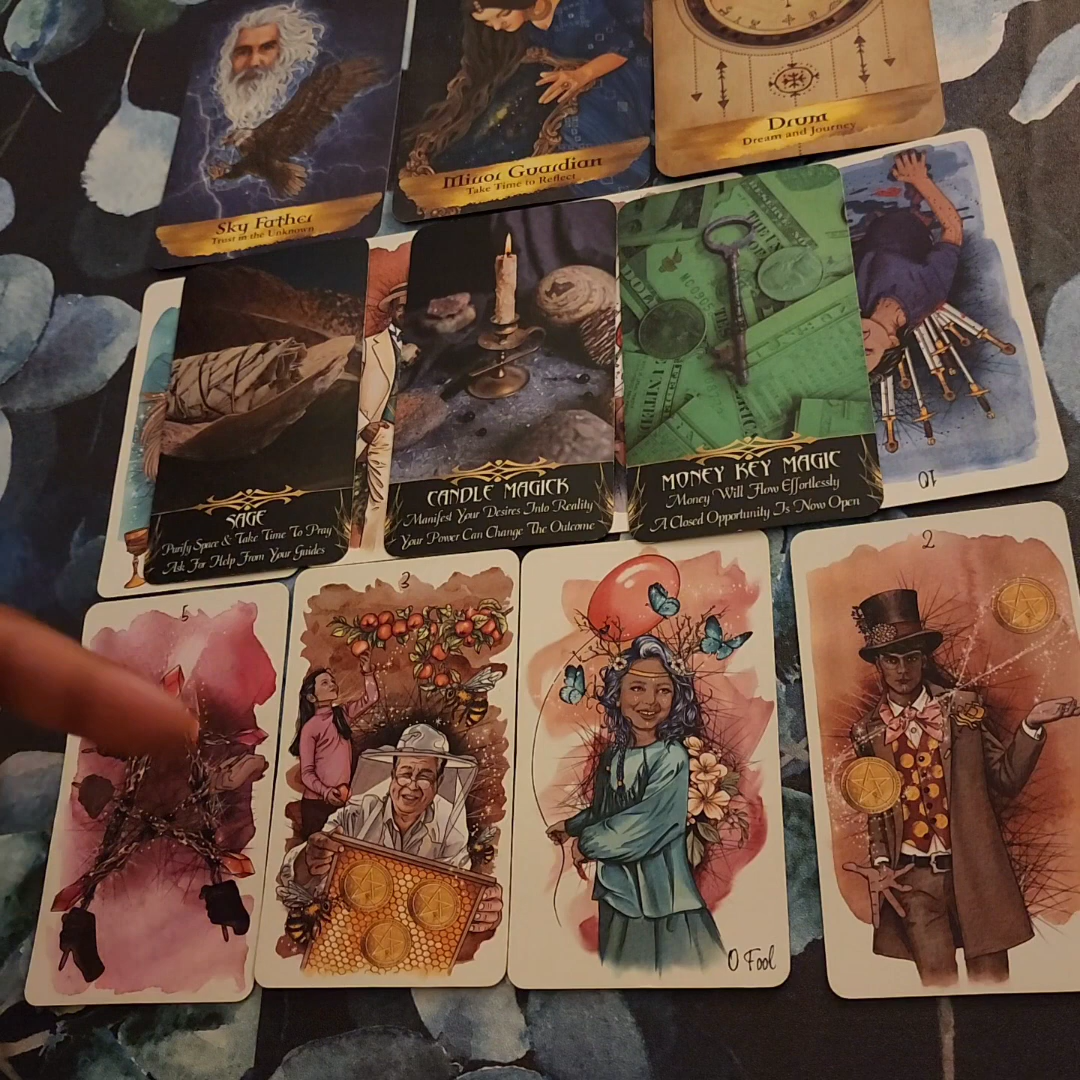 Sky Father
Trust in the Unknown
Mirror Guardian
Take Time to Reflect
Drum
Dream and Journey
SAGE
Purify Space & Take Time To Pray
Ask For Help From Your Guides
CANDLE MAGICK
Manifest Your Desires Into Reality
Your Power Can Change The Outcome
MONEY KEY MAGIC
Money Will Flow Effortlessly
A Closed Opportunity Is Now Open
10
5
3
0 Fool
2